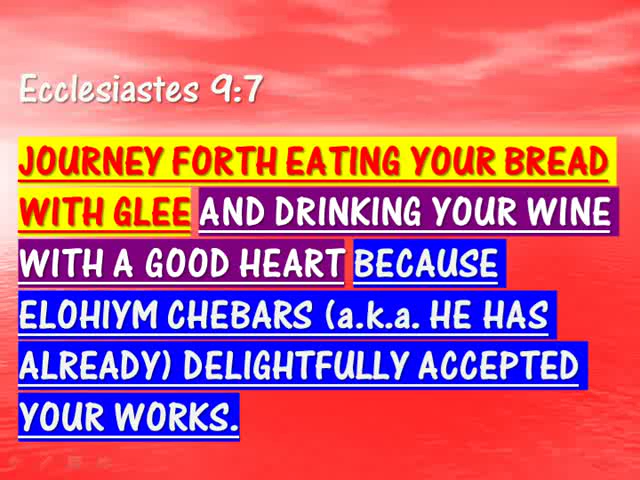 Ecclesiastes 9:7
JOURNEY FORTH EATING YOUR BREAD
WITH GLEE AND DRINKING YOUR WINE
WITH A GOOD HEART BECAUSE
ELOHIYM CHEBARS (a.k.a. HE HAS
ALREADY) DELIGHTFULLY ACCEPTED
YOUR WORKS.